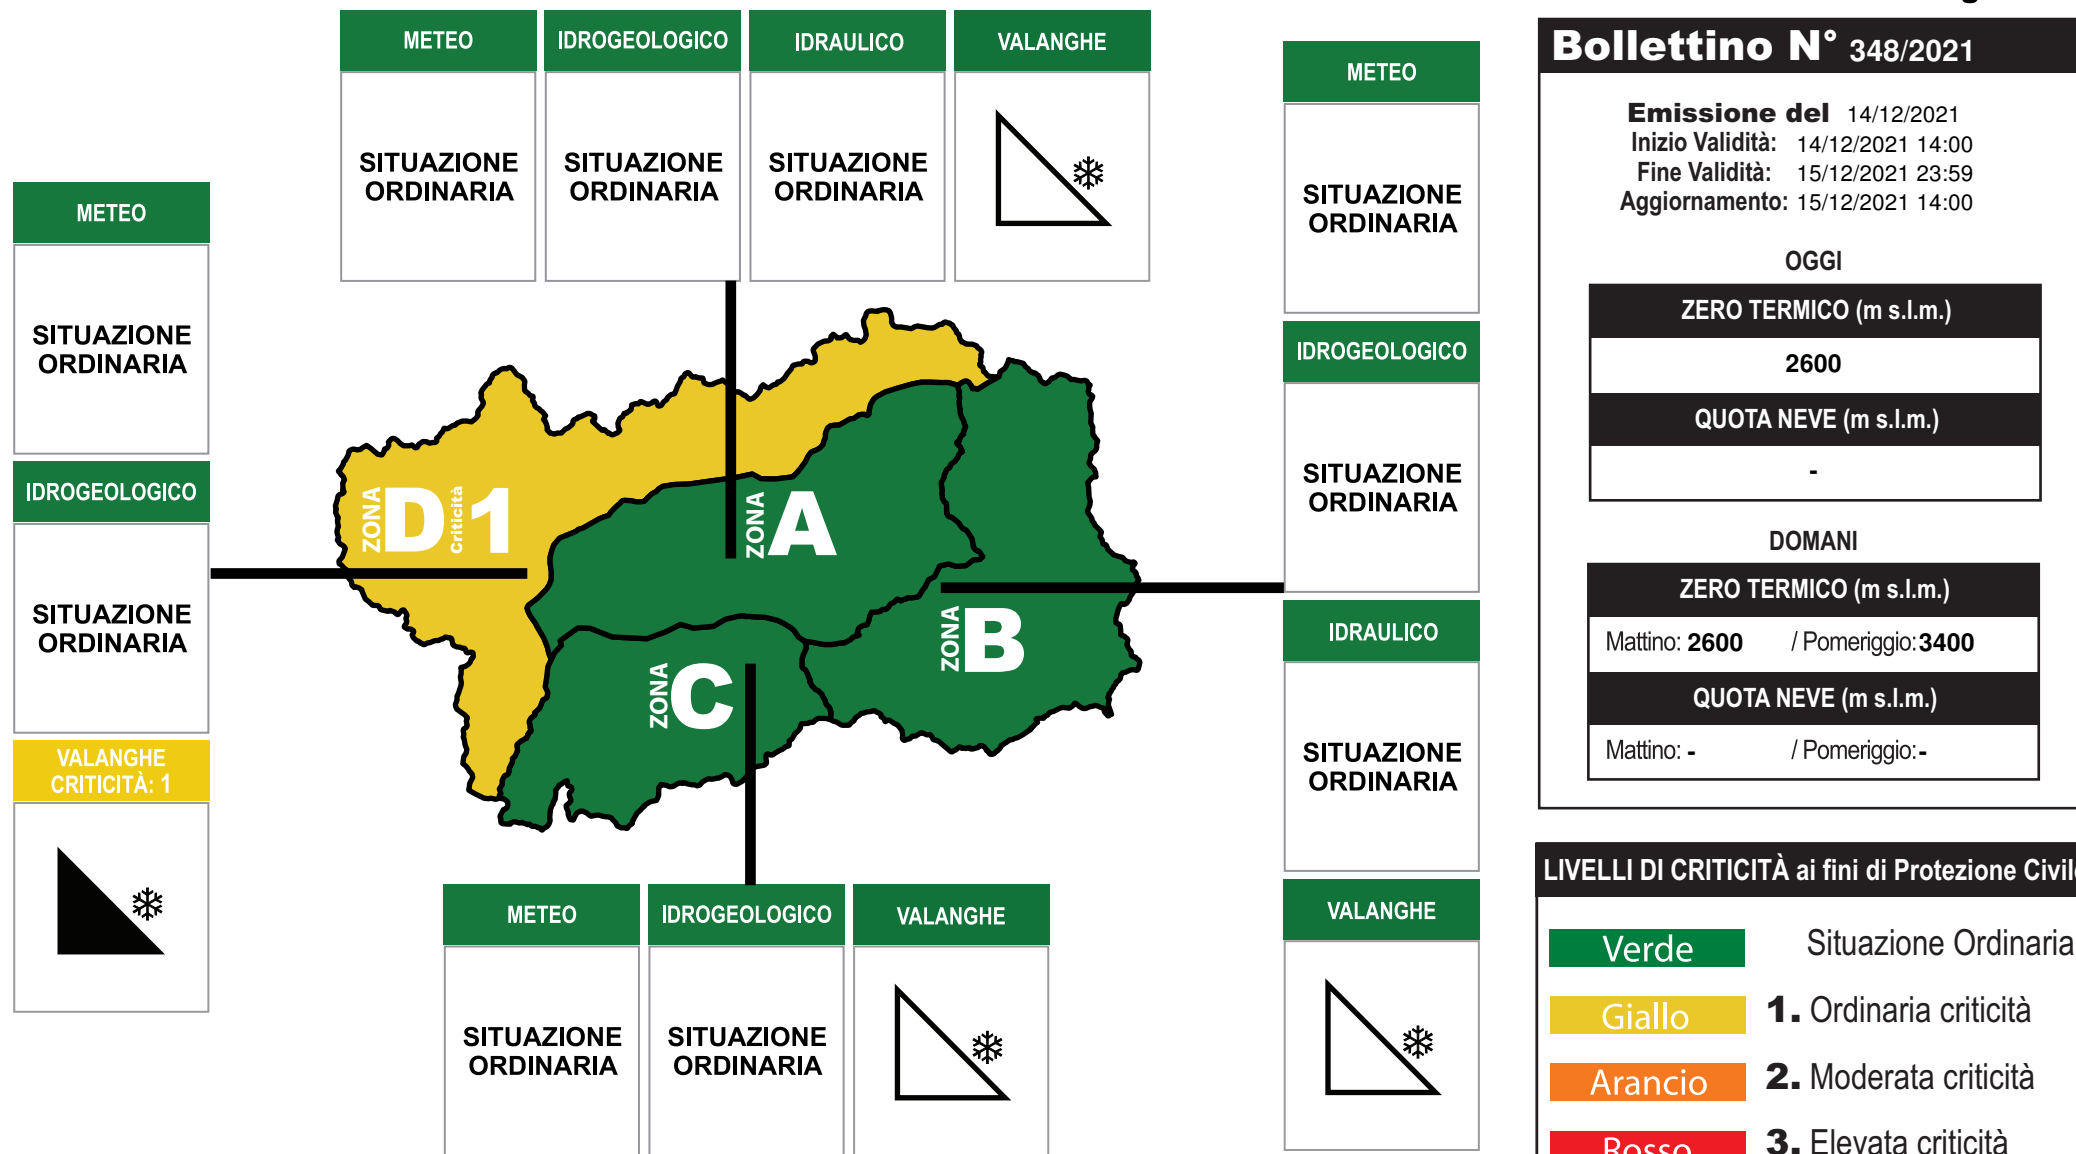 METEO
IDROGEOLOGICO
IDRAULICO
VALANGHE
SITUAZIONE
ORDINARIA
SITUAZIONE
ORDINARIA
SITUAZIONE
ORDINARIA
METEO
SITUAZIONE
ORDINARIA
IDROGEOLOGICO
SITUAZIONE
ORDINARIA
VALANGHE
CRITICITÀ: 1
ZONA D Criticità 1
ZONA A
ZONA B
ZONA C
METEO
SITUAZIONE
ORDINARIA
IDROGEOLOGICO
SITUAZIONE
ORDINARIA
IDRAULICO
SITUAZIONE
ORDINARIA
VALANGHE
METEO
IDROGEOLOGICO
VALANGHE
SITUAZIONE
ORDINARIA
SITUAZIONE
ORDINARIA
Bollettino N° 348/2021
Emissione del 14/12/2021
Inizio Validità: 14/12/2021 14:00
Fine Validità: 15/12/2021 23:59
Aggiornamento: 15/12/2021 14:00
OGGI
ZERO TERMICO (m s.l.m.)
2600
QUOTA NEVE (m s.l.m.)
-
DOMANI
ZERO TERMICO (m s.l.m.)
Mattino: 2600 / Pomeriggio: 3400
QUOTA NEVE (m s.l.m.)
Mattino: - / Pomeriggio: -
LIVELLI DI CRITICITÀ ai fini di Protezione Civile
Verde Situazione Ordinaria
Giallo 1. Ordinaria criticità
Arancio 2. Moderata criticità
Rosso 3. Elevata criticità